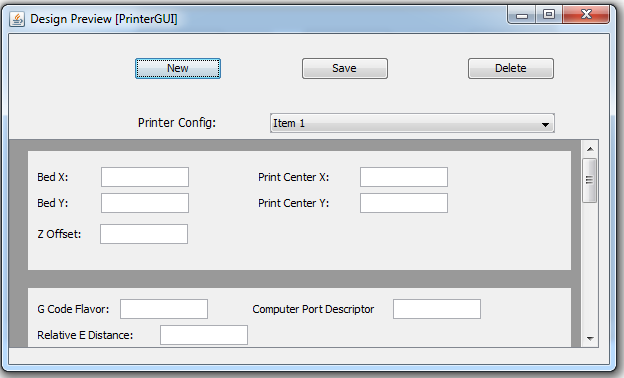 Design Preview [PrinterGUI]
New Save Delete
Printer Config: Item 1
Bed X: Print Center X:
Bed Y: Print Center Y:
Z Offset:
G Code Flavor: Computer Port Descriptor
Relative E Distance: